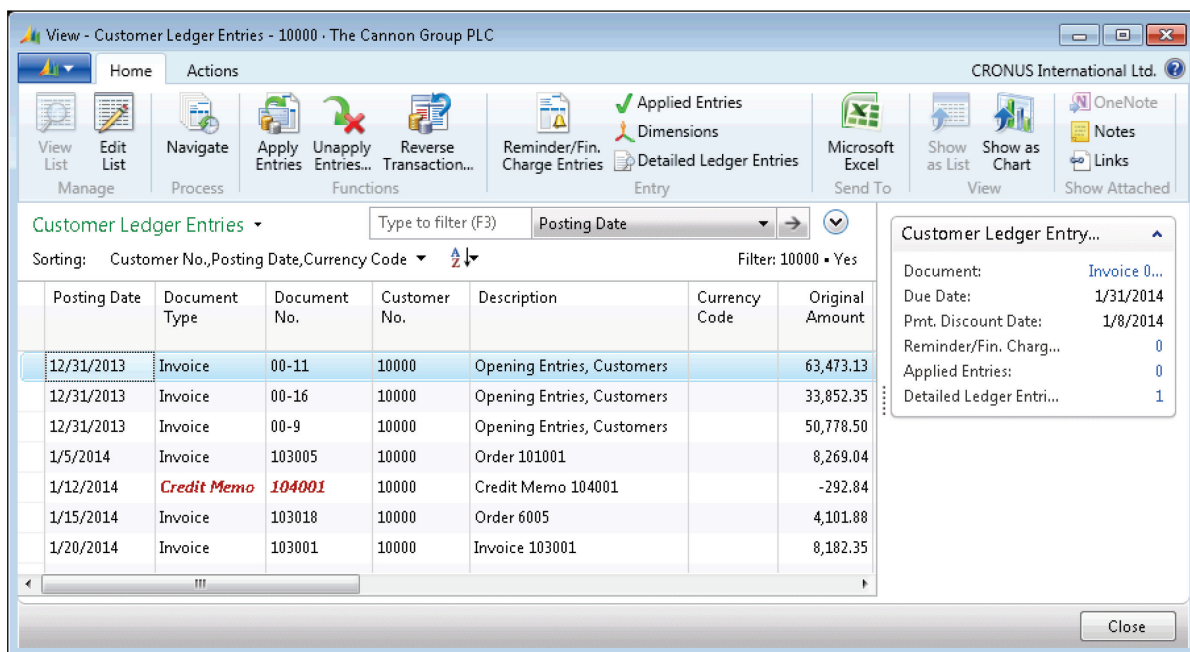 View - Customer Ledger Entries - 10000 · The Cannon Group PLC
Home Actions CRONUS International Ltd.
View List
Edit List
Manage
Navigate
Process
Apply Entries
Unapply Entries...
Reverse Transaction...
Functions
Reminder/Fin. Charge Entries
Applied Entries
Dimensions
Detailed Ledger Entries
Entry
Microsoft Excel
Send To
Show as List
Show as Chart
View
OneNote
Notes
Links
Show Attached
Customer Ledger Entries Type to filter (F3) Posting Date
Sorting: Customer No.,Posting Date,Currency Code Filter: 10000 • Yes
Posting Date Document Type Document No. Customer No. Description Currency Code Original Amount
12/31/2013 Invoice 00-11 10000 Opening Entries, Customers 63,473.13
12/31/2013 Invoice 00-16 10000 Opening Entries, Customers 33,852.35
12/31/2013 Invoice 00-9 10000 Opening Entries, Customers 50,778.50
1/5/2014 Invoice 103005 10000 Order 101001 8,269.04
1/12/2014 Credit Memo 104001 10000 Credit Memo 104001 -292.84
1/15/2014 Invoice 103018 10000 Order 6005 4,101.88
1/20/2014 Invoice 103001 10000 Invoice 103001 8,182.35
Customer Ledger Entry...
Document: Invoice 0...
Due Date: 1/31/2014
Pmt. Discount Date: 1/8/2014
Reminder/Fin. Charg... 0
Applied Entries: 0
Detailed Ledger Entri... 1
Close